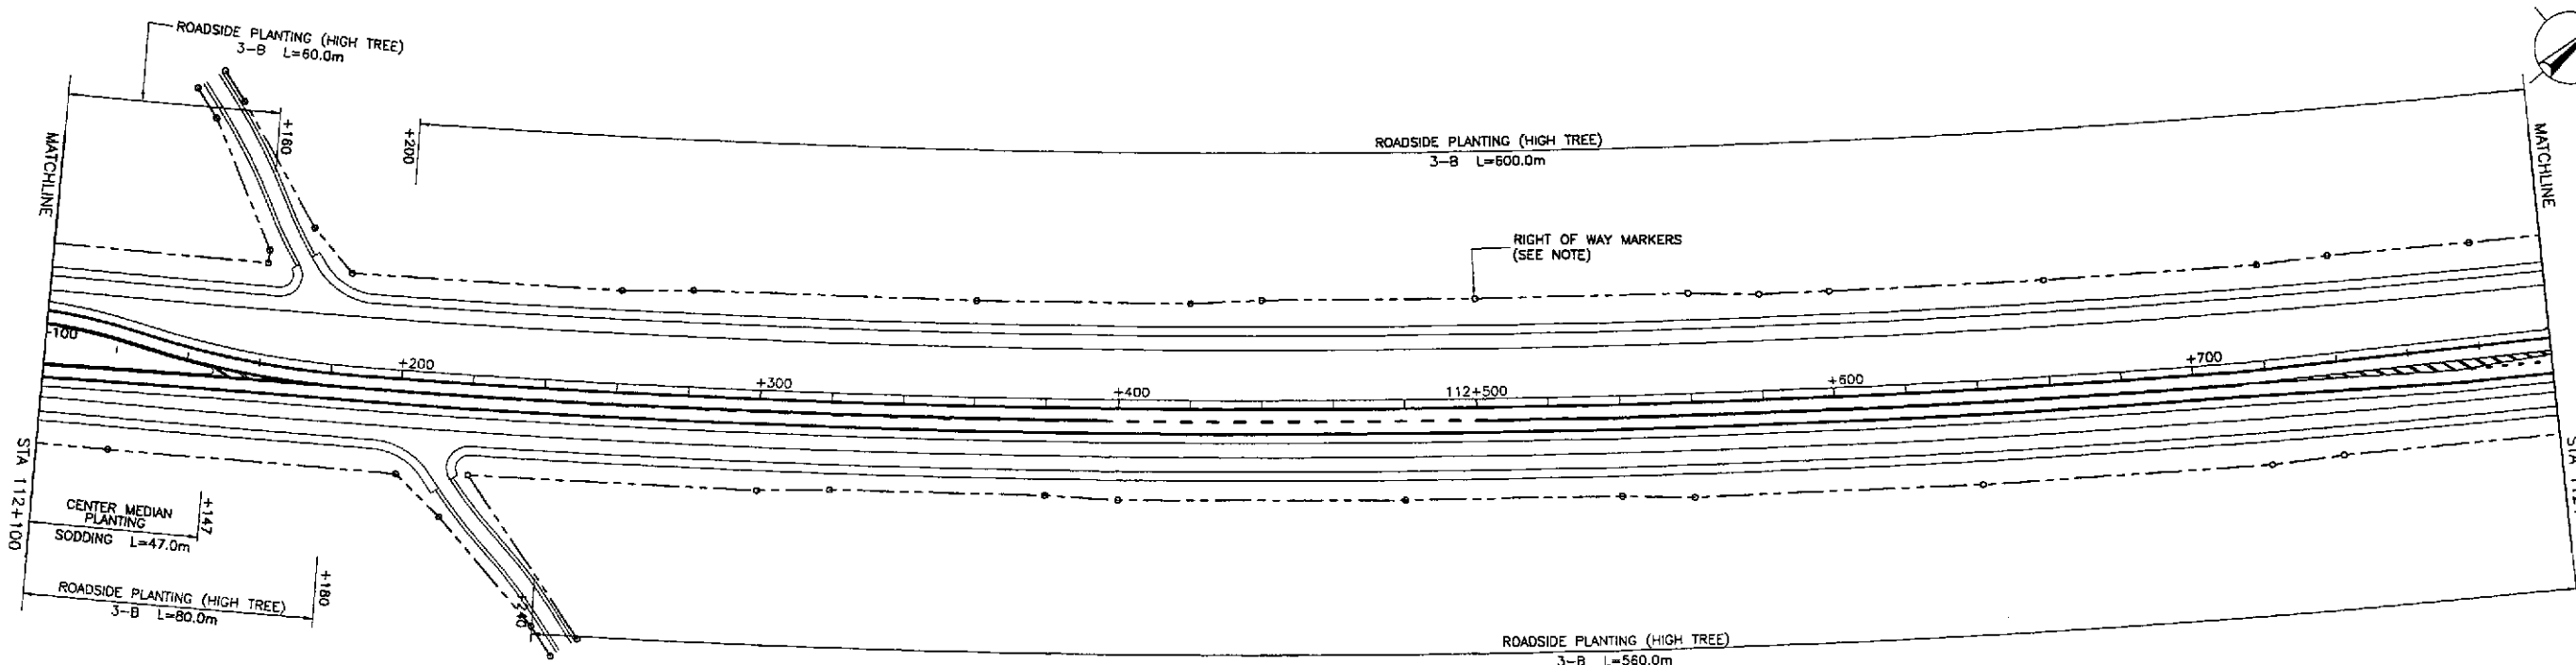 ROADSIDE PLANTING (HIGH TREE)
3-B L=60.0m
MATCHLINE
+160
+200
ROADSIDE PLANTING (HIGH TREE)
3-B L=600.0m
MATCHLINE
RIGHT OF WAY MARKERS
(SEE NOTE)
100
+200
+300
+400
112+500
+600
+700
STA 112+100
CENTER MEDIAN
PLANTING
SODDING L=47.0m
+147
ROADSIDE PLANTING (HIGH TREE)
3-B L=80.0m
+180
+240
ROADSIDE PLANTING (HIGH TREE)
3-B L=560.0m
STA